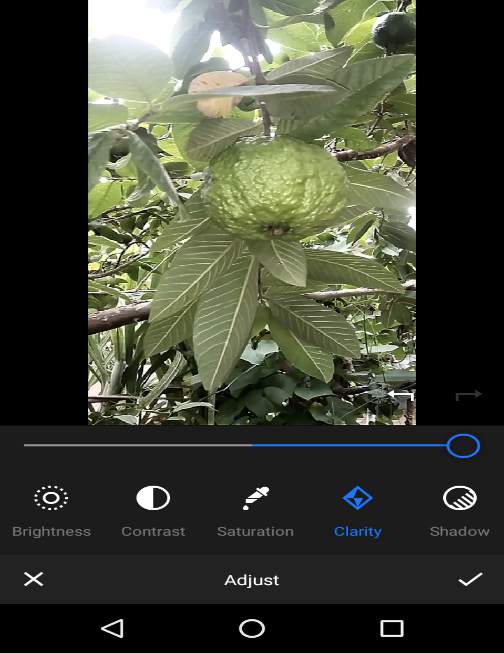 Brightness
Contrast
Saturation
Clarity
Shadow
Adjust